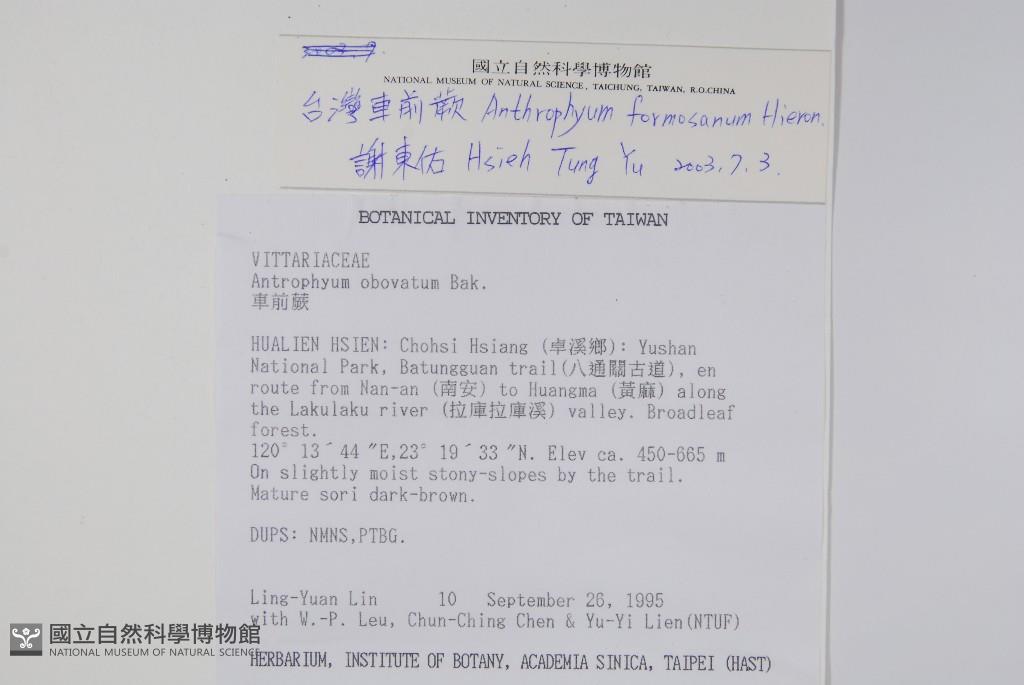 國立自然科學博物館
NATIONAL MUSEUM OF NATURAL SCIENCE, TAICHUNG, TAIWAN, R.O.CHINA
台灣車前蕨 Anthrophyum formosanum Hieron.
謝東佑 Hsieh Tung Yu 2003.7.3.
BOTANICAL INVENTORY OF TAIWAN
VITTARIACEAE
Antrophyum obovatum Bak.
車前蕨
HUALIEN HSIEN: Chohsi Hsiang (卓溪鄉): Yushan
National Park, Batungguan trail(八通關古道), en
route from Nan-an (南安) to Huangma (黃麻) along
the Lakulaku river (拉庫拉庫溪) valley. Broadleaf
forest.
120° 13´44 ″E,23° 19´33 ″N. Elev ca. 450-665 m
On slightly moist stony-slopes by the trail.
Mature sori dark-brown.
DUPS: NMNS,PTBG.
Ling-Yuan Lin 10 September 26, 1995
with W.-P. Leu, Chun-Ching Chen & Yu-Yi Lien(NTUF)
HERBARIUM, INSTITUTE OF BOTANY, ACADEMIA SINICA, TAIPEI (HAST)
國立自然科學博物館
NATIONAL MUSEUM OF NATURAL SCIENCE